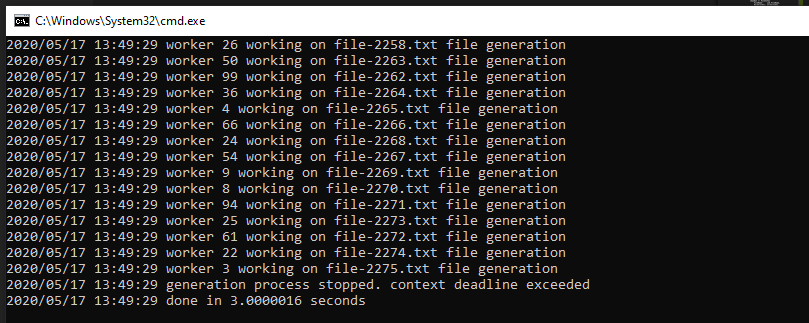 C:\Windows\System32\cmd.exe
2020/05/17 13:49:29 worker 26 working on file-2258.txt file generation
2020/05/17 13:49:29 worker 50 working on file-2263.txt file generation
2020/05/17 13:49:29 worker 99 working on file-2262.txt file generation
2020/05/17 13:49:29 worker 36 working on file-2264.txt file generation
2020/05/17 13:49:29 worker 4 working on file-2265.txt file generation
2020/05/17 13:49:29 worker 66 working on file-2266.txt file generation
2020/05/17 13:49:29 worker 24 working on file-2268.txt file generation
2020/05/17 13:49:29 worker 54 working on file-2267.txt file generation
2020/05/17 13:49:29 worker 9 working on file-2269.txt file generation
2020/05/17 13:49:29 worker 8 working on file-2270.txt file generation
2020/05/17 13:49:29 worker 94 working on file-2271.txt file generation
2020/05/17 13:49:29 worker 25 working on file-2273.txt file generation
2020/05/17 13:49:29 worker 61 working on file-2272.txt file generation
2020/05/17 13:49:29 worker 22 working on file-2274.txt file generation
2020/05/17 13:49:29 worker 3 working on file-2275.txt file generation
2020/05/17 13:49:29 generation process stopped. context deadline exceeded
2020/05/17 13:49:29 done in 3.0000016 seconds